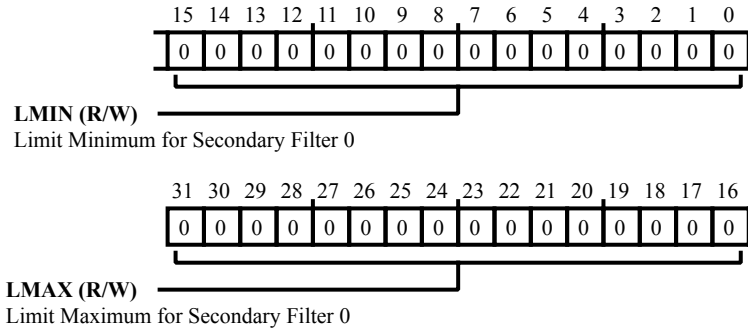 15 14 13 12 11 10 9 8 7 6 5 4 3 2 1 0
0 0 0 0 0 0 0 0 0 0 0 0 0 0 0 0
LMIN (R/W)
Limit Minimum for Secondary Filter 0
31 30 29 28 27 26 25 24 23 22 21 20 19 18 17 16
0 0 0 0 0 0 0 0 0 0 0 0 0 0 0 0
LMAX (R/W)
Limit Maximum for Secondary Filter 0